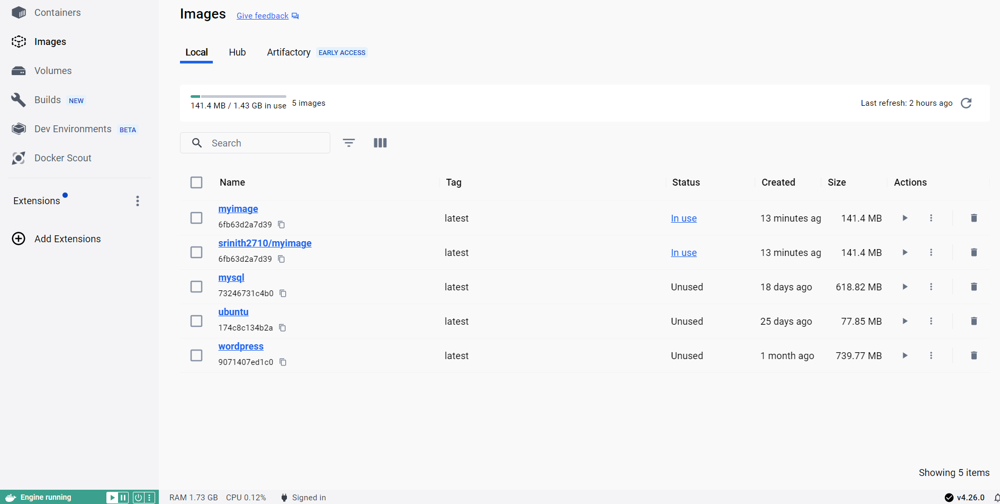 Containers
Images
Volumes
Builds NEW
Dev Environments BETA
Docker Scout
Extensions
Add Extensions
Images Give feedback
Local Hub Artifactory EARLY ACCESS
141.4 MB / 1.43 GB in use 5 images Last refresh: 2 hours ago
Search
Name Tag Status Created Size Actions
myimage
6fb63d2a7d39 latest In use 13 minutes ag 141.4 MB
srinith2710/myimage
6fb63d2a7d39 latest In use 13 minutes ag 141.4 MB
mysql
73246731c4b0 latest Unused 18 days ago 618.82 MB
ubuntu
174c8c134b2a latest Unused 25 days ago 77.85 MB
wordpress
9071407ed1c0 latest Unused 1 month ago 739.77 MB
Showing 5 items
Engine running RAM 1.73 GB CPU 0.12% Signed in v4.26.0